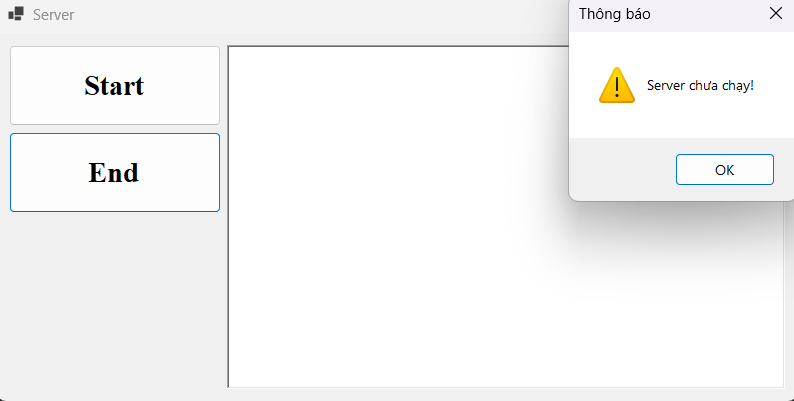 Server
Start
End
Thông báo
Server chưa chạy!
OK